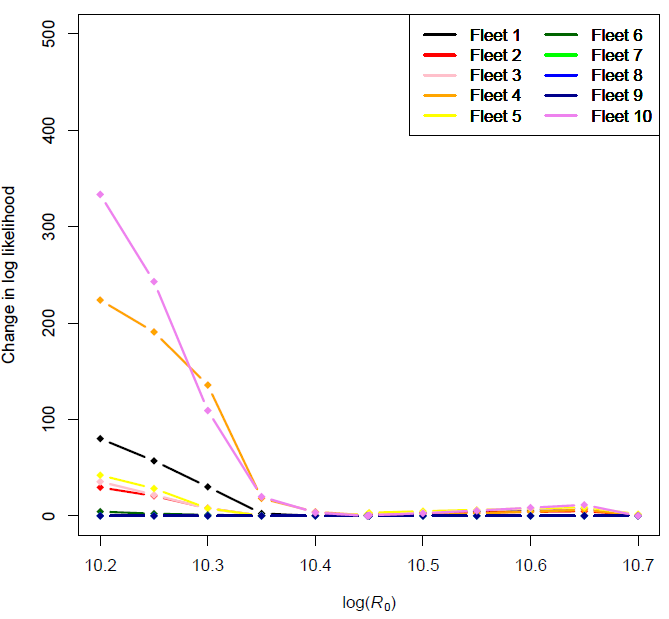 500
400
300
200
100
0
Change in log likelihood
Fleet 1
Fleet 2
Fleet 3
Fleet 4
Fleet 5
Fleet 6
Fleet 7
Fleet 8
Fleet 9
Fleet 10
10.2 10.3 10.4 10.5 10.6 10.7
log(R₀)